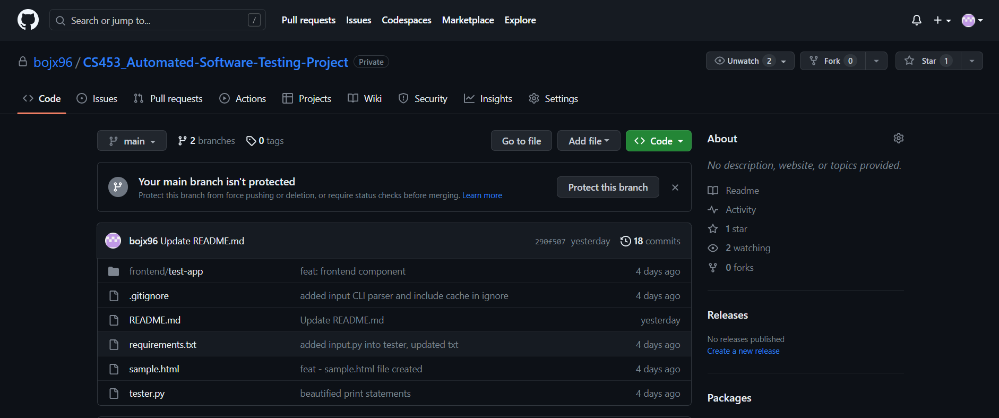 Search or jump to... / Pull requests Issues Codespaces Marketplace Explore
bojx96 / CS453_Automated-Software-Testing-Project Private Unwatch 2 Fork 0 Star 1
Code Issues Pull requests Actions Projects Wiki Security Insights Settings
main 2 branches 0 tags Go to file Add file Code
Your main branch isn't protected
Protect this branch from force pushing or deletion, or require status checks before merging. Learn more
Protect this branch
bojx96 Update README.md 290f507 yesterday 18 commits
frontend/test-app feat: frontend component 4 days ago
.gitignore added input CLI parser and include cache in ignore 4 days ago
README.md Update README.md yesterday
requirements.txt added input.py into tester, updated txt 4 days ago
sample.html feat - sample.html file created 4 days ago
tester.py beautified print statements 4 days ago
About
No description, website, or topics provided.
Readme
Activity
1 star
2 watching
0 forks
Releases
No releases published
Create a new release
Packages